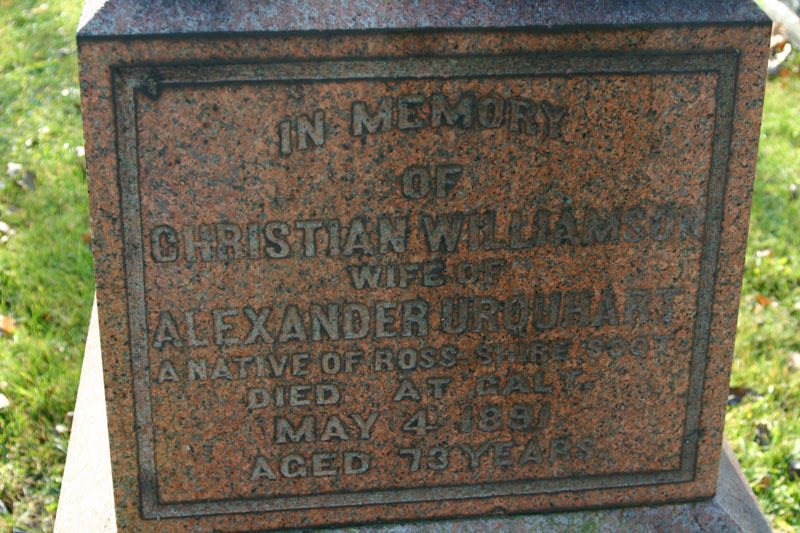 IN MEMORY
OF
CHRISTIAN WILLIAMSON
WIFE OF
ALEXANDER URQUHART
A NATIVE OF ROSS-SHIRE SCOT.
DIED AT GALT.
MAY 4. 1891
AGED 73 YEARS.